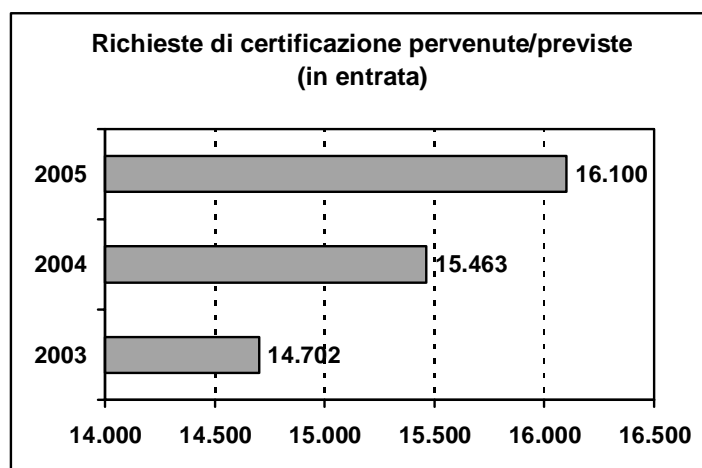 Richieste di certificazione pervenute/previste
(in entrata)
2005
16.100
2004
15.463
2003
14.702
14.000 14.500 15.000 15.500 16.000 16.500